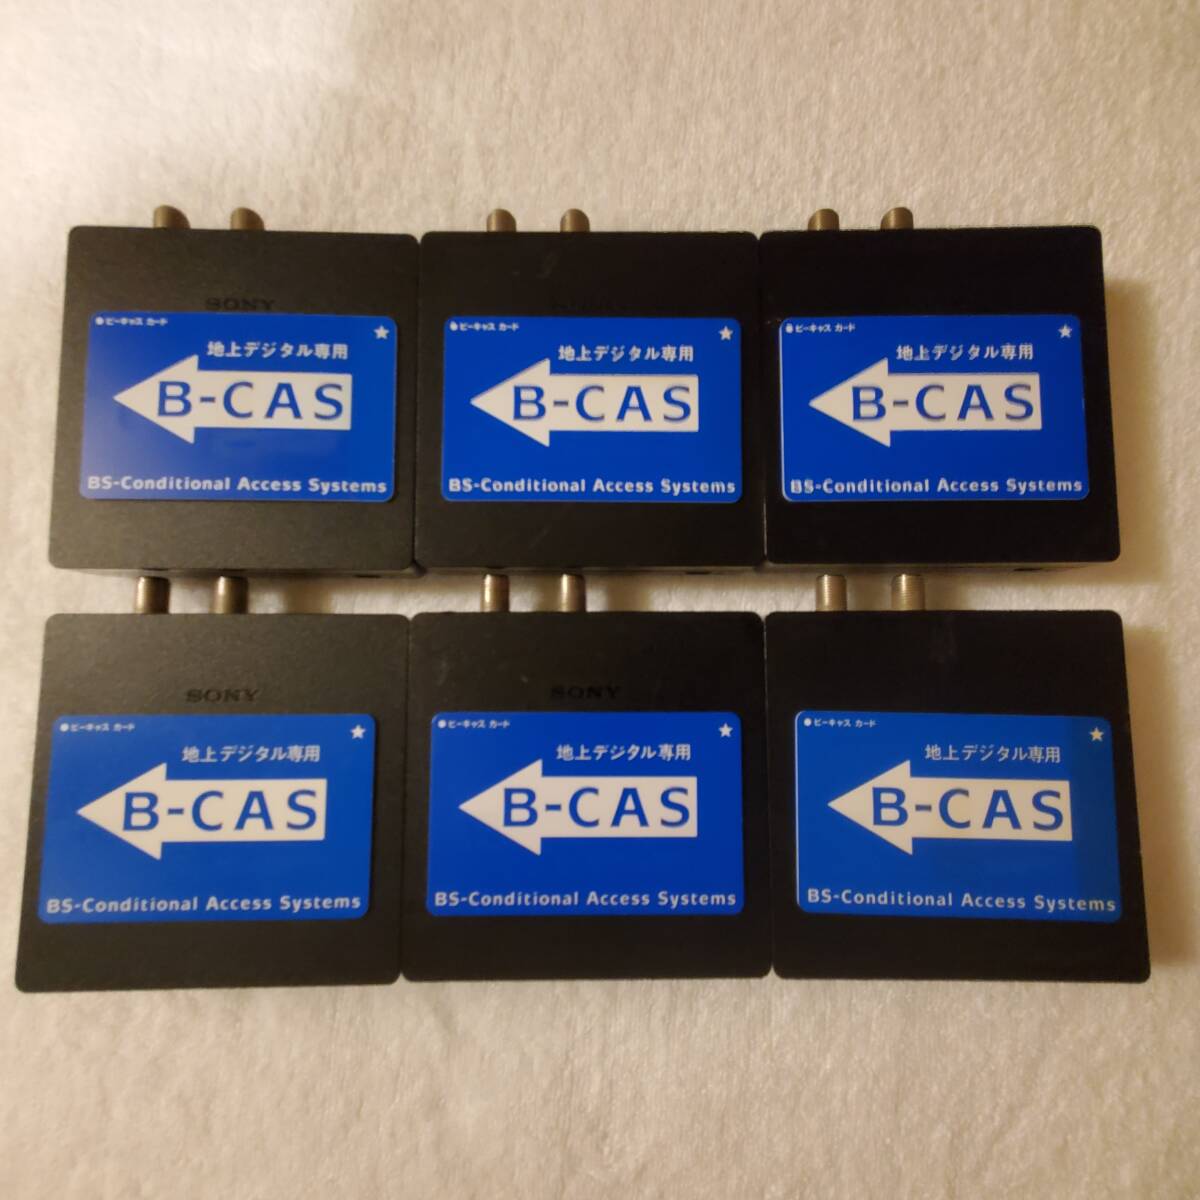 SONY
ビーキャス カード
★
地上デジタル専用
B-CAS
BS-Conditional Access Systems
ビーキャス カード
★
地上デジタル専用
B-CAS
BS-Conditional Access Systems
ビーキャス カード
★
地上デジタル専用
B-CAS
BS-Conditional Access Systems
SONY
ビーキャス カード
★
地上デジタル専用
B-CAS
BS-Conditional Access Systems
SONY
ビーキャス カード
★
地上デジタル専用
B-CAS
BS-Conditional Access Systems
ビーキャス カード
★
地上デジタル専用
B-CAS
BS-Conditional Access Systems